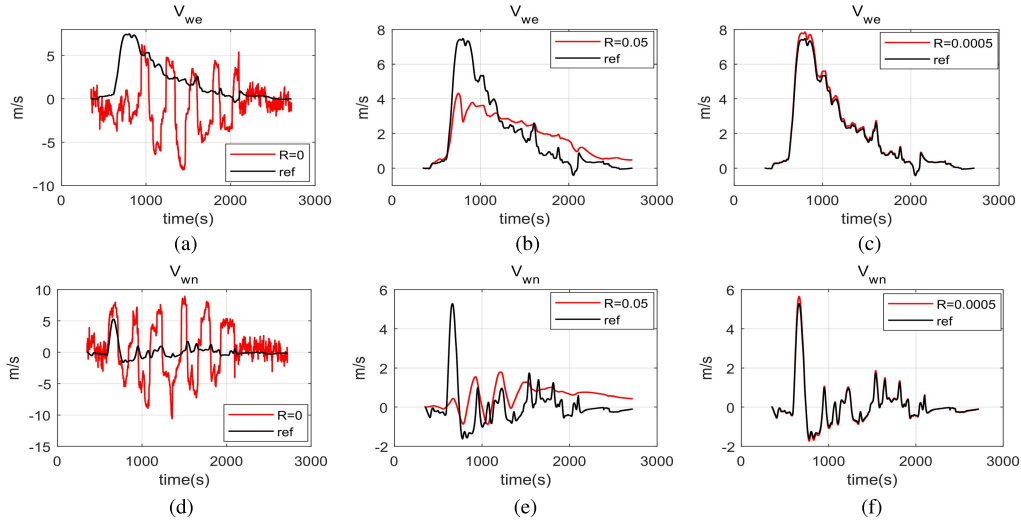 V_we
m/s
5
0
-5
-10
R=0
ref
0 1000 2000 3000
time(s)
(a)
V_we
m/s
8
6
4
2
0
R=0.05
ref
0 1000 2000 3000
time(s)
(b)
V_we
m/s
8
6
4
2
0
R=0.0005
ref
0 1000 2000 3000
time(s)
(c)
V_wn
m/s
10
5
0
-5
-10
-15
R=0
ref
0 1000 2000 3000
time(s)
(d)
V_wn
m/s
6
4
2
0
-2
R=0.05
ref
0 1000 2000 3000
time(s)
(e)
V_wn
m/s
6
4
2
0
-2
R=0.0005
ref
0 1000 2000 3000
time(s)
(f)